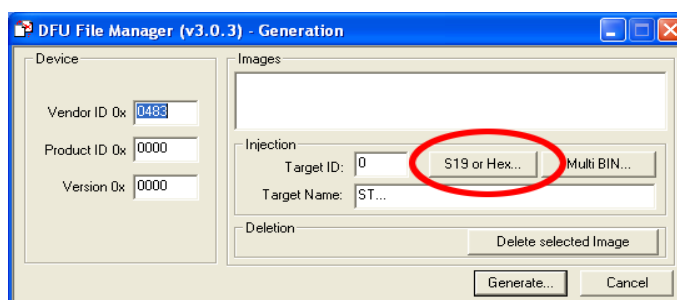 DFU File Manager (v3.0.3) - Generation
Device
Vendor ID 0x 0483
Product ID 0x 0000
Version 0x 0000
Images
Injection
Target ID: 0 S19 or Hex... Multi BIN...
Target Name: ST...
Deletion
Delete selected Image
Generate... Cancel